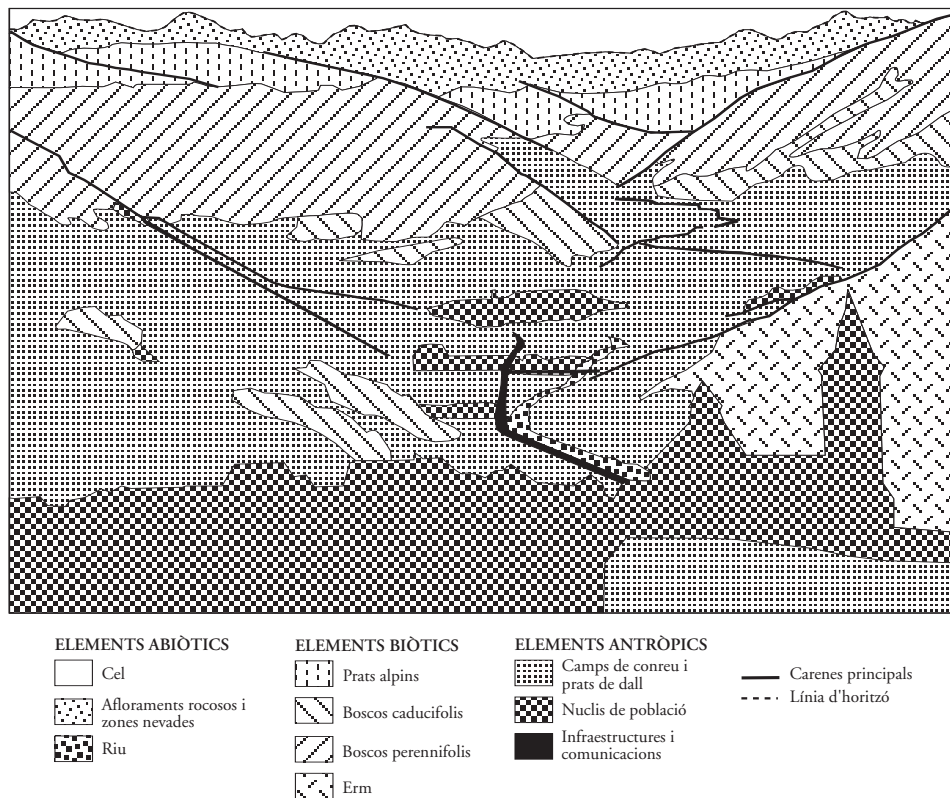 ELEMENTS ABIÒTICS
Cel
Afloraments rocosos i
zones nevades
Riu
ELEMENTS BIÒTICS
Prats alpins
Boscos caducifolis
Boscos perennifolis
Erm
ELEMENTS ANTRÒPICS
Camps de conreu i
prats de dall
Nuclis de població
Infraestructures i
comunicacions
Carenes principals
Línia d'horitzó